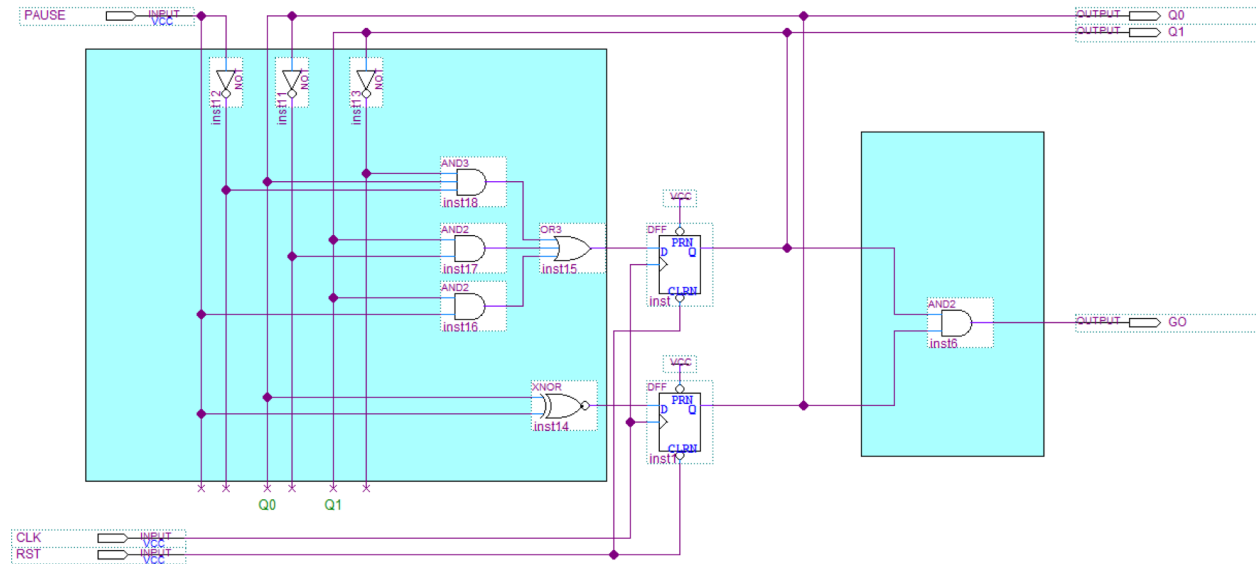 PAUSE INPUT VCC
OUTPUT Q0
OUTPUT Q1
NOT NOT NOT
inst12 inst11 inst13
AND3
inst18
VCC
AND2
inst17
OR3
inst15
DFF
PRN
D Q
CLRN
inst
AND2
inst16
AND2
inst6
OUTPUT GO
VCC
XNOR
inst14
DFF
PRN
D Q
CLRN
inst1
Q0 Q1
CLK INPUT VCC
RST INPUT VCC